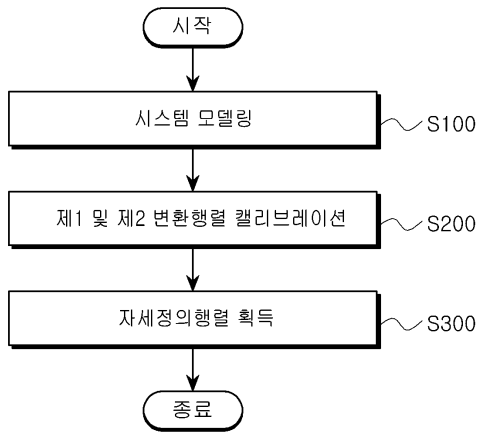 시작
시스템 모델링
S100
제1 및 제2 변환행렬 캘리브레이션
S200
자세정의행렬 획득
S300
종료